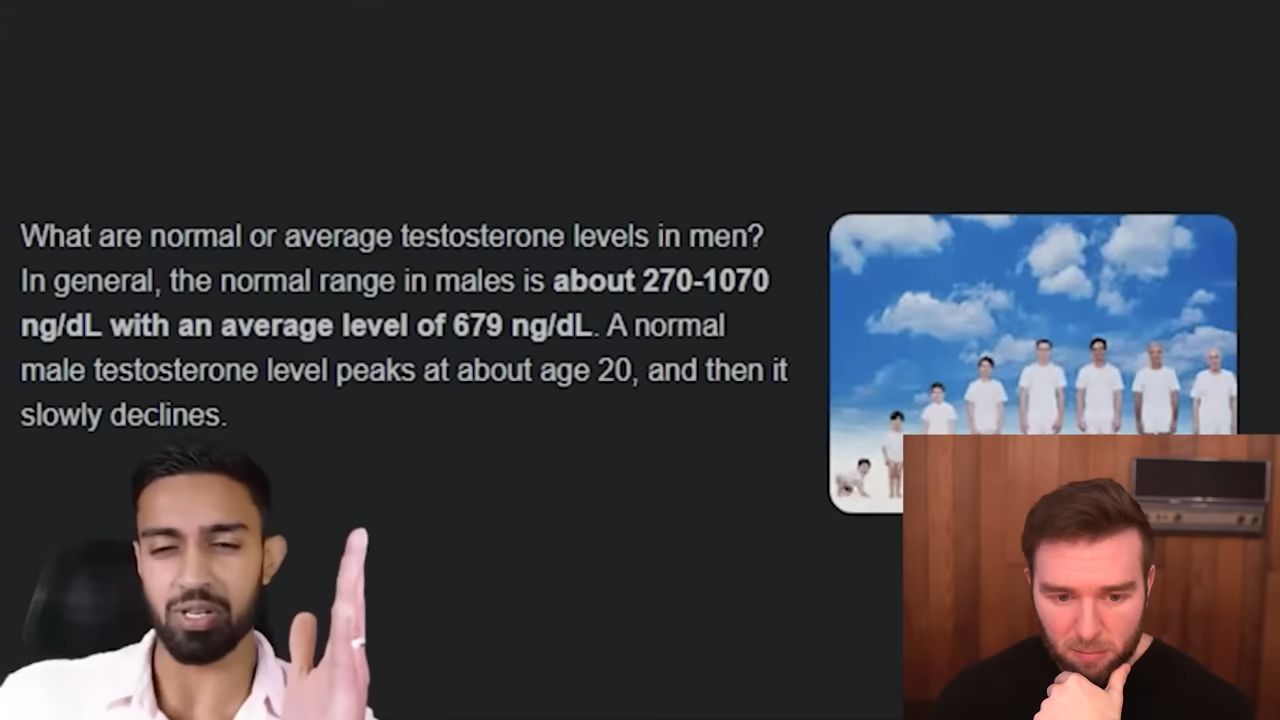 What are normal or average testosterone levels in men?
In general, the normal range in males is about 270-1070
ng/dL with an average level of 679 ng/dL. A normal
male testosterone level peaks at about age 20, and then it
slowly declines.